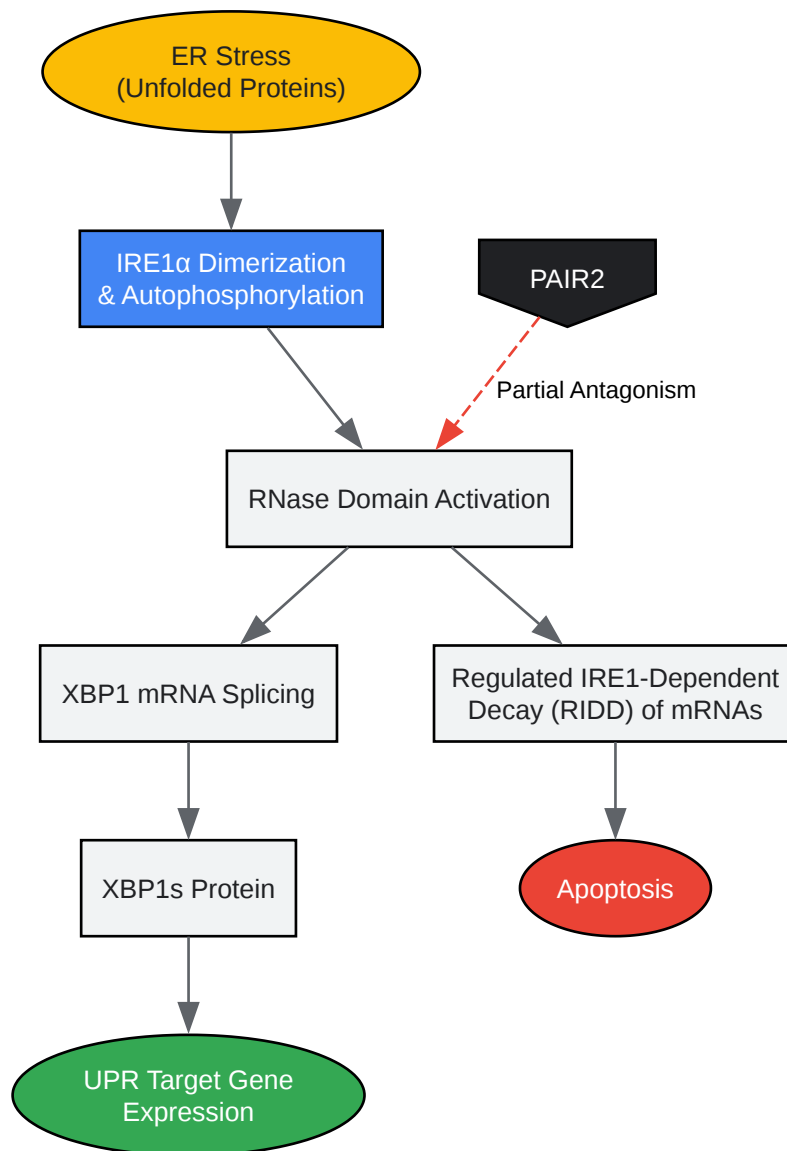 ER Stress
(Unfolded Proteins)
IRE1α Dimerization
& Autophosphorylation
PAIR2
Partial Antagonism
RNase Domain Activation
XBP1 mRNA Splicing
Regulated IRE1-Dependent
Decay (RIDD) of mRNAs
XBP1s Protein
Apoptosis
UPR Target Gene
Expression